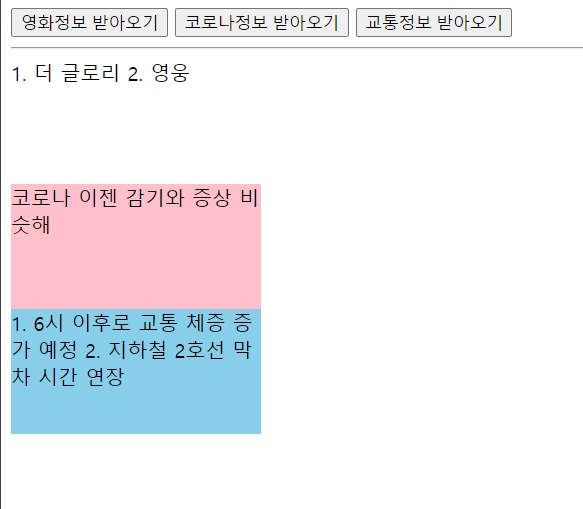 영화정보 받아오기 코로나정보 받아오기 교통정보 받아오기
1. 더 글로리 2. 영웅
코로나 이젠 감기와 증상 비
슷해
1. 6시 이후로 교통 체증 증
가 예정 2. 지하철 2호선 막
차 시간 연장